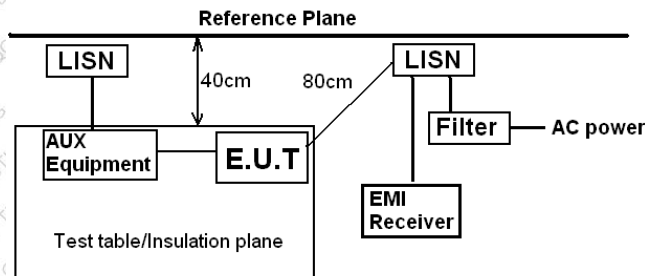 Reference Plane
LISN
40cm
80cm
LISN
AUX
Equipment
E.U.T
Filter
AC power
EMI
Receiver
Test table/Insulation plane